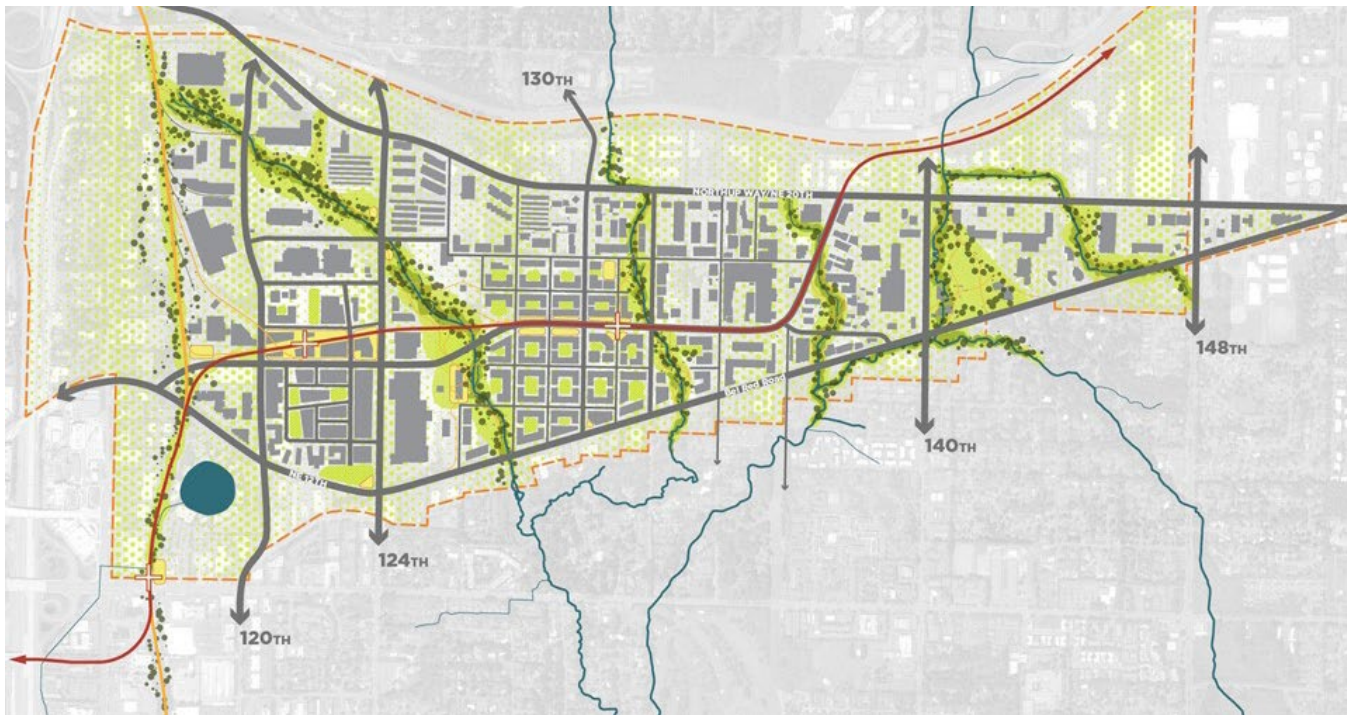 130TH
NORTHUP WAY/NE 20TH
148TH
Bel Red Road
140TH
NE 12TH
124TH
120TH